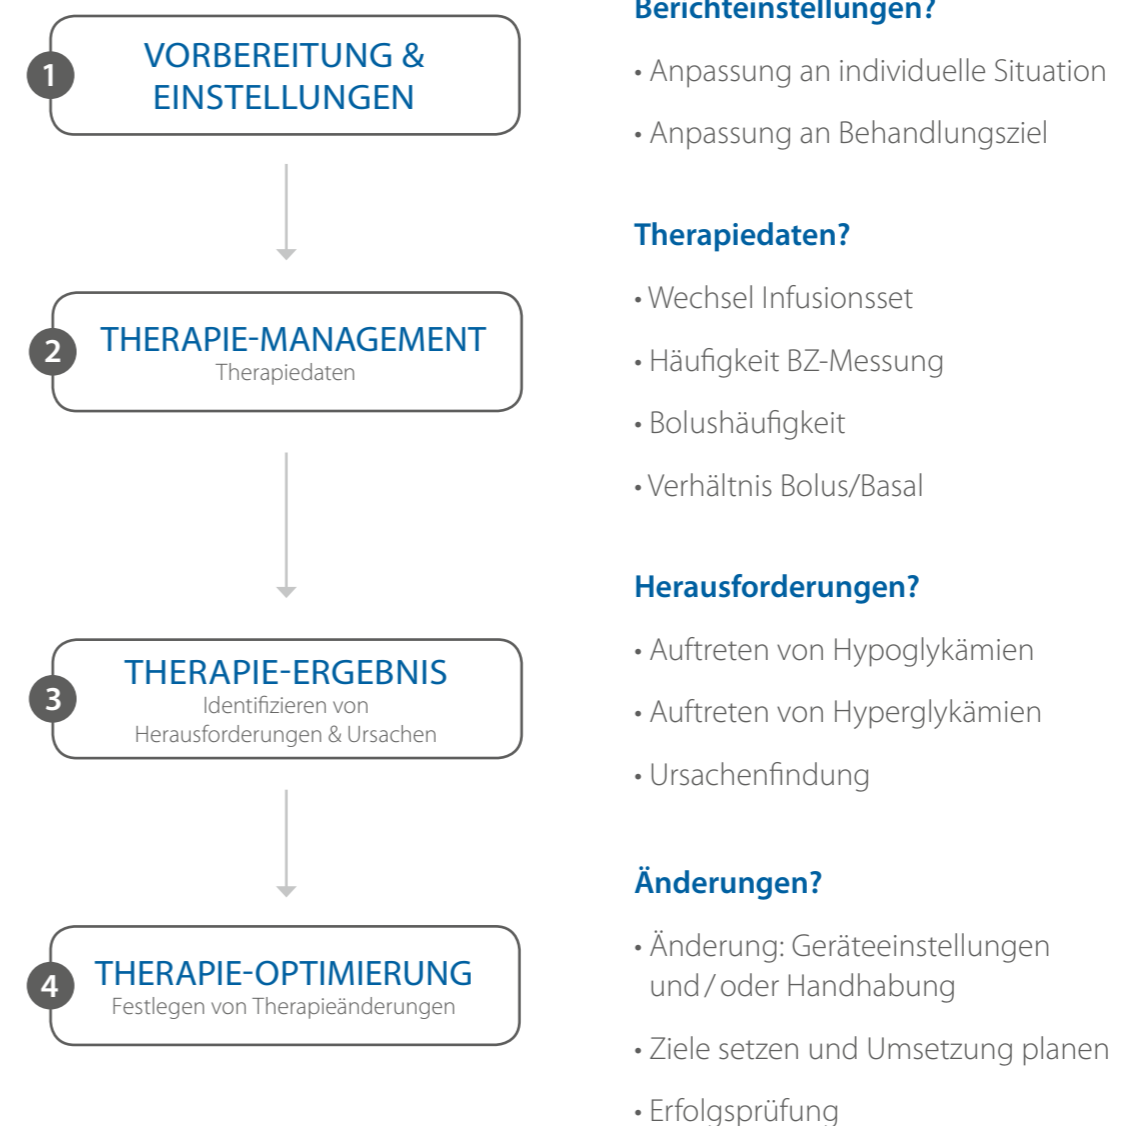 1
VORBEREITUNG &
EINSTELLUNGEN
Berichteinstellungen?
• Anpassung an individuelle Situation
• Anpassung an Behandlungsziel
2
THERAPIE-MANAGEMENT
Therapiedaten
Therapiedaten?
• Wechsel Infusionsset
• Häufigkeit BZ-Messung
• Bolushäufigkeit
• Verhältnis Bolus/Basal
3
THERAPIE-ERGEBNIS
Identifizieren von
Herausforderungen & Ursachen
Herausforderungen?
• Auftreten von Hypoglykämien
• Auftreten von Hyperglykämien
• Ursachenfindung
4
THERAPIE-OPTIMIERUNG
Festlegen von Therapieänderungen
Änderungen?
• Änderung: Geräteeinstellungen
und / oder Handhabung
• Ziele setzen und Umsetzung planen
• Erfolgsprüfung